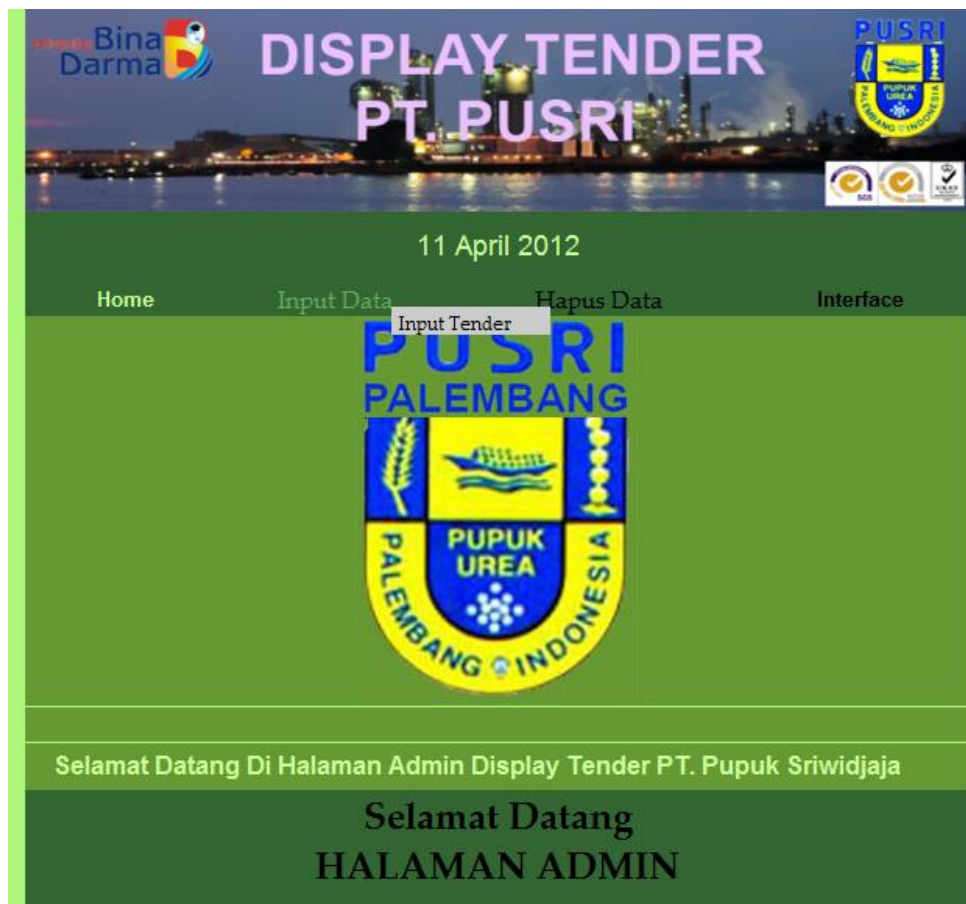 Bina
Darma
DISPLAY TENDER
PT. PUSRI
PUSRI
PUPUK
UREA
PALEMBANG INDONESIA
SGS
UKAS
11 April 2012
Home Input Data Hapus Data Interface
Input Tender
PUSRI
PALEMBANG
PUPUK
UREA
PALEMBANG INDONESIA
Selamat Datang Di Halaman Admin Display Tender PT. Pupuk Sriwidjaja
Selamat Datang
HALAMAN ADMIN